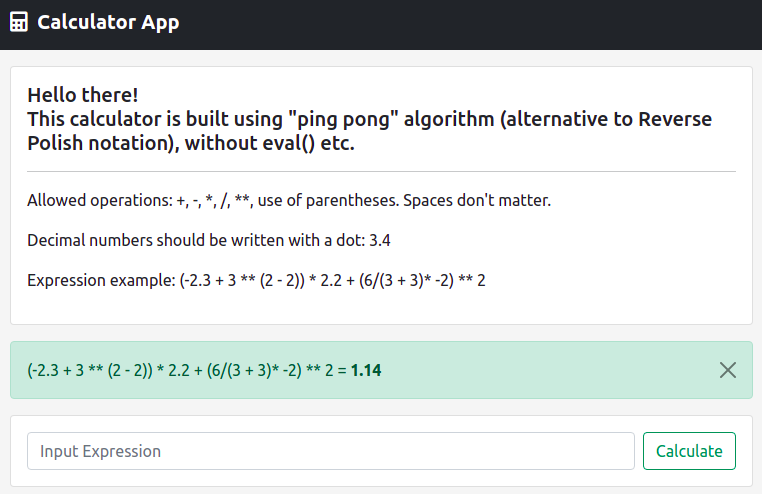 Calculator App
Hello there!
This calculator is built using "ping pong" algorithm (alternative to Reverse
Polish notation), without eval() etc.
Allowed operations: +, -, *, /, **, use of parentheses. Spaces don't matter.
Decimal numbers should be written with a dot: 3.4
Expression example: (-2.3 + 3 ** (2 - 2)) * 2.2 + (6/(3 + 3)* -2) ** 2
(-2.3 + 3 ** (2 - 2)) * 2.2 + (6/(3 + 3)* -2) ** 2 = 1.14
Input Expression
Calculate